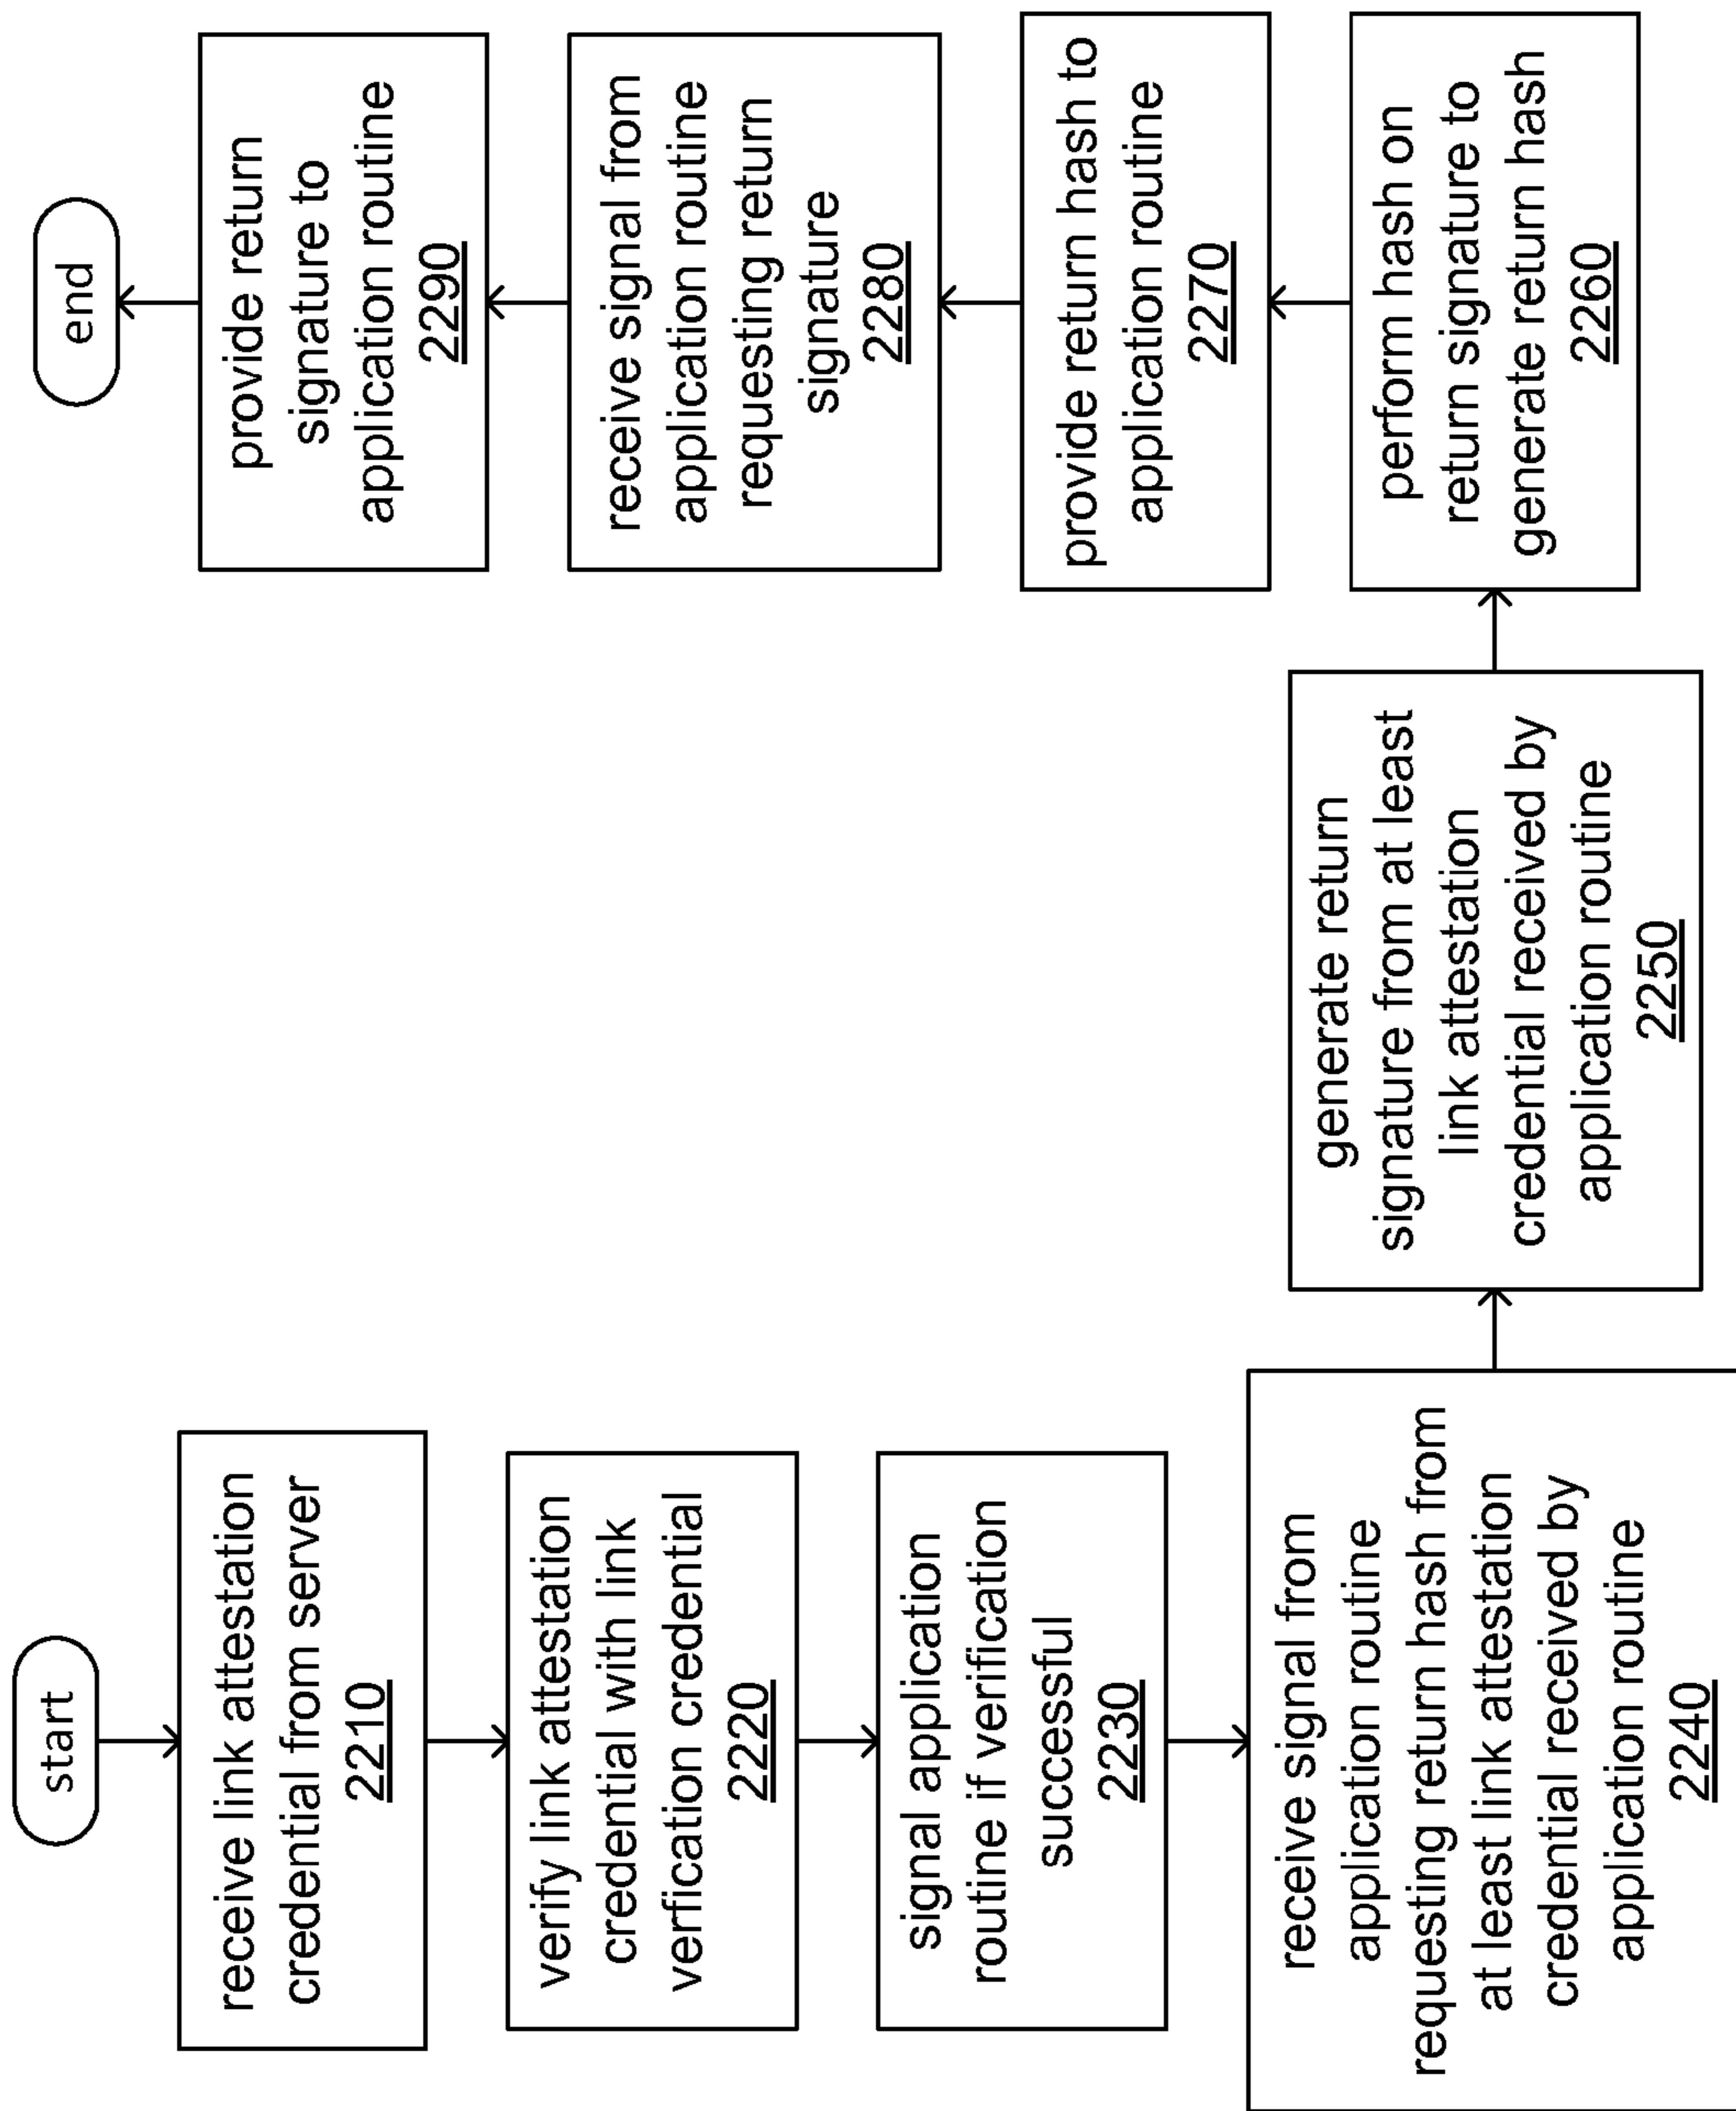 start
receive link attestation
credential from server
2210
verify link attestation
credential with link
verification credential
2220
signal application
routine if verification
successful
2230
receive signal from
application routine
requesting return hash from
at least link attestation
credential received by
application routine
2240
generate return
signature from at least
link attestation
credential received by
application routine
2250
perform hash on
return signature to
generate return hash
2260
provide return hash to
application routine
2270
receive signal from
application routine
requesting return
signature
2280
provide return
signature to
application routine
2290
end